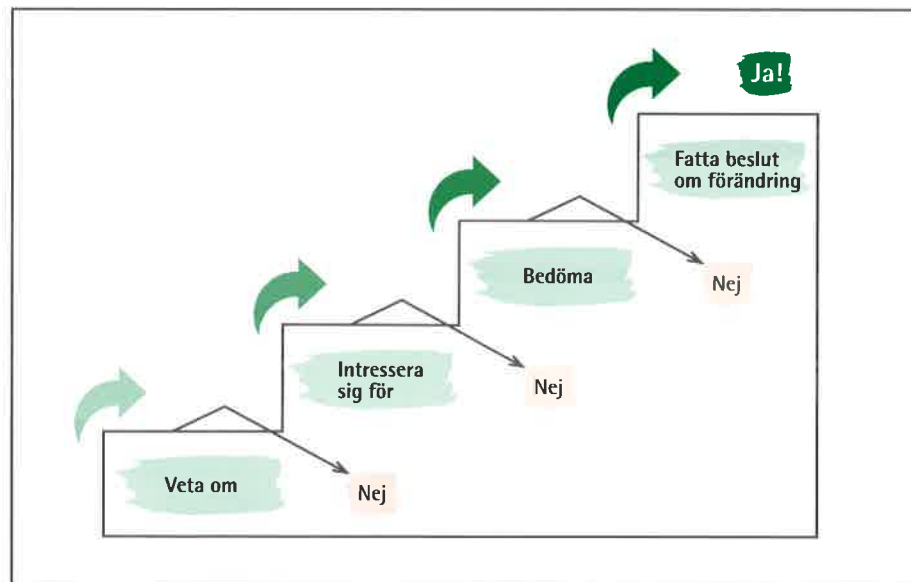 Ja!
Fatta beslut
om förändring
Bedöma
Nej
Intressera
sig för
Nej
Veta om
Nej